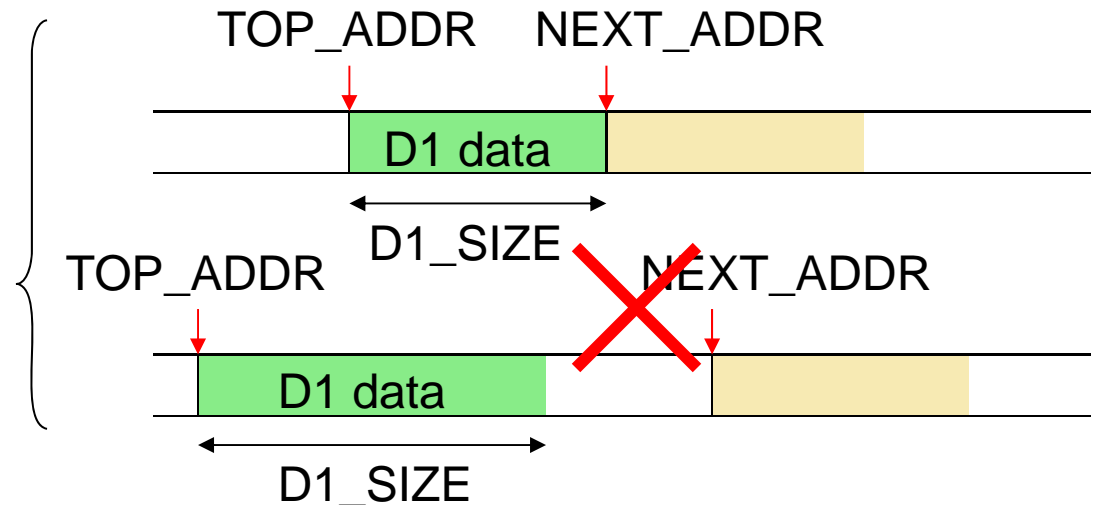 TOP_ADDR NEXT_ADDR
D1 data
D1_SIZE
TOP_ADDR NEXT_ADDR
D1 data
D1_SIZE